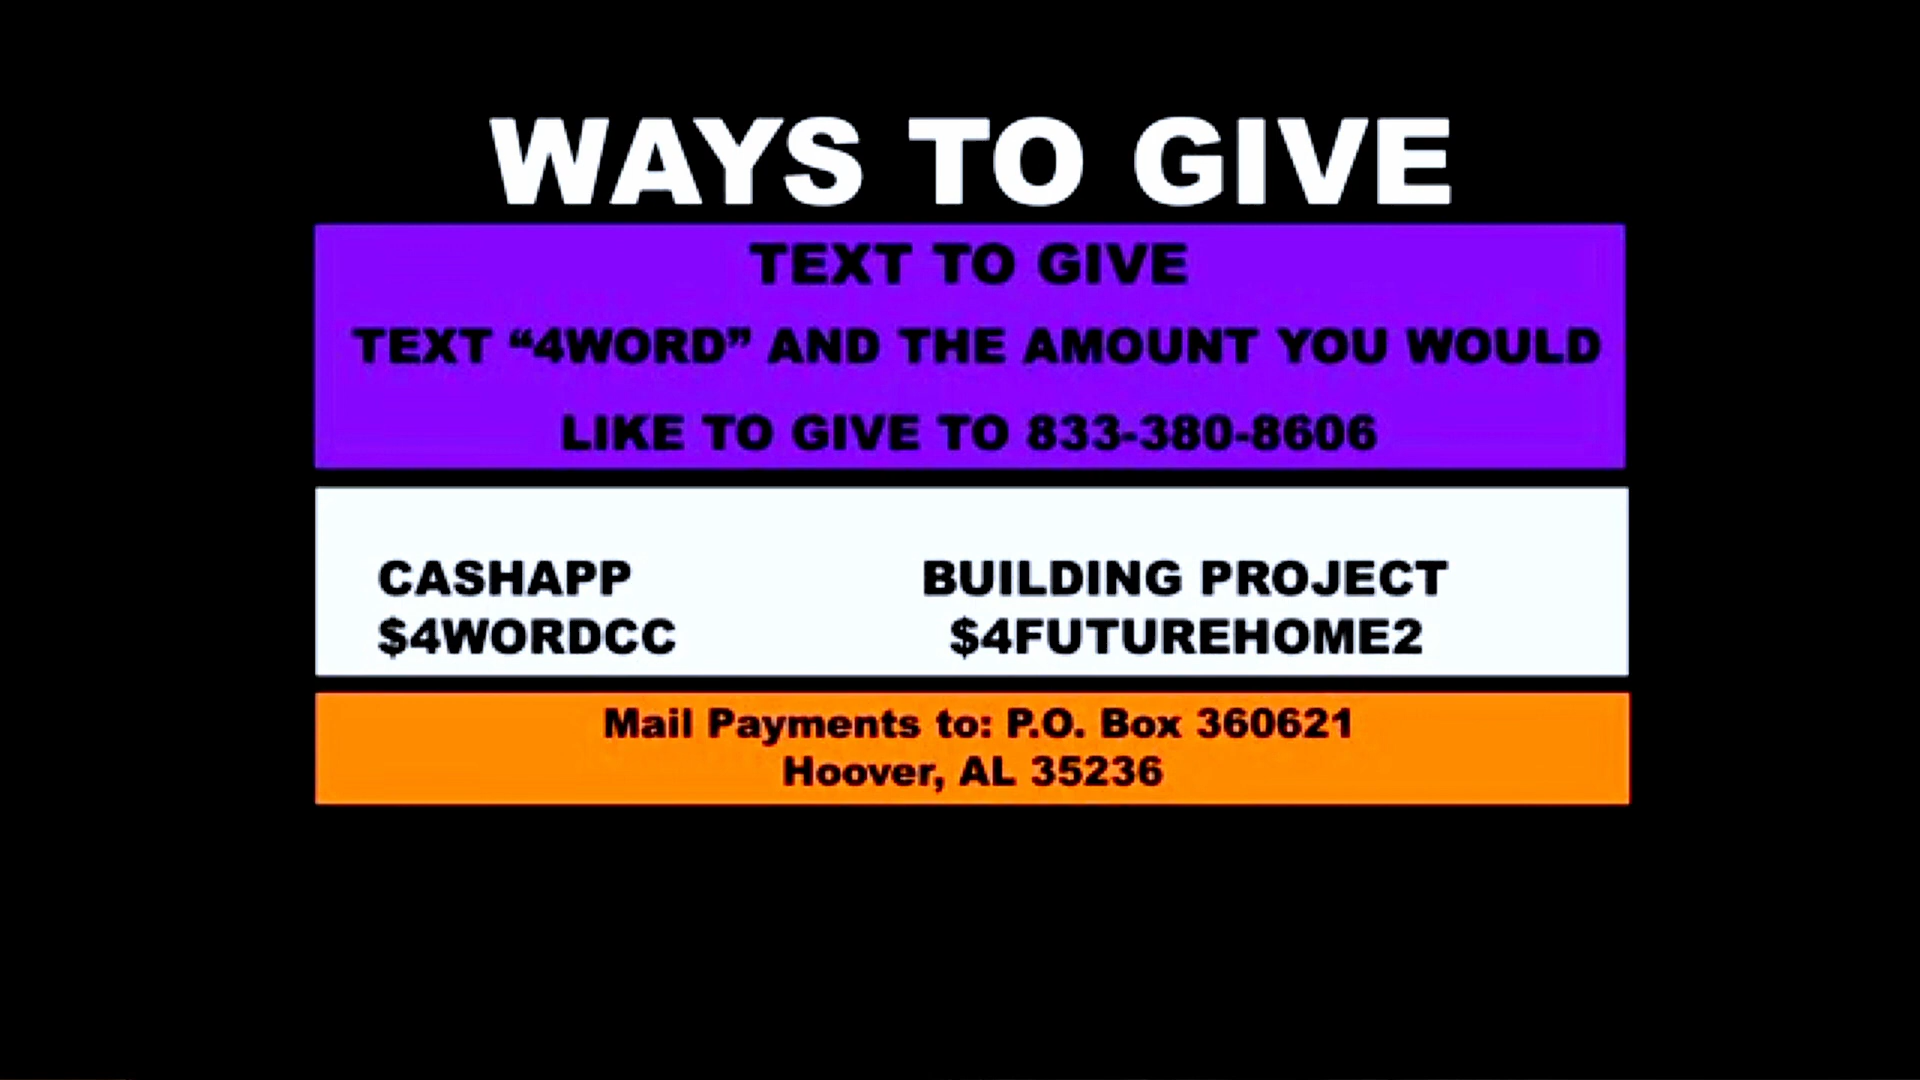 WAYS TO GIVE
TEXT TO GIVE
TEXT “4WORD” AND THE AMOUNT YOU WOULD
LIKE TO GIVE TO 833-380-8606
CASHAPP
$4WORDCC
BUILDING PROJECT
$4FUTUREHOME2
Mail Payments to: P.O. Box 360621
Hoover, AL 35236